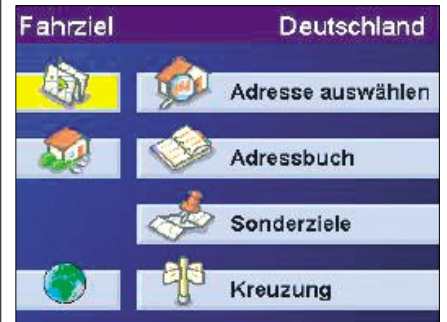 Fahrziel Deutschland
Adresse auswählen
Adressbuch
Sonderziele
Kreuzung